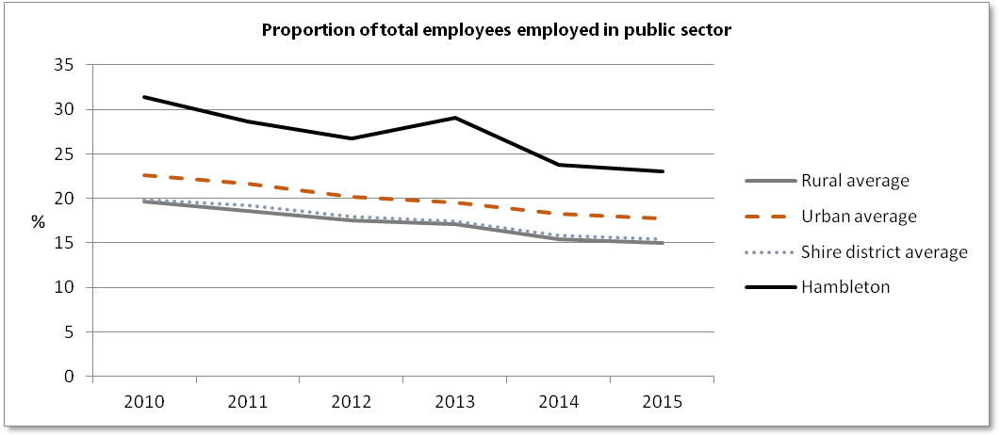 Proportion of total employees employed in public sector
35
30
25
20
%
15
10
5
0
2010 2011 2012 2013 2014 2015
Rural average
Urban average
Shire district average
Hambleton